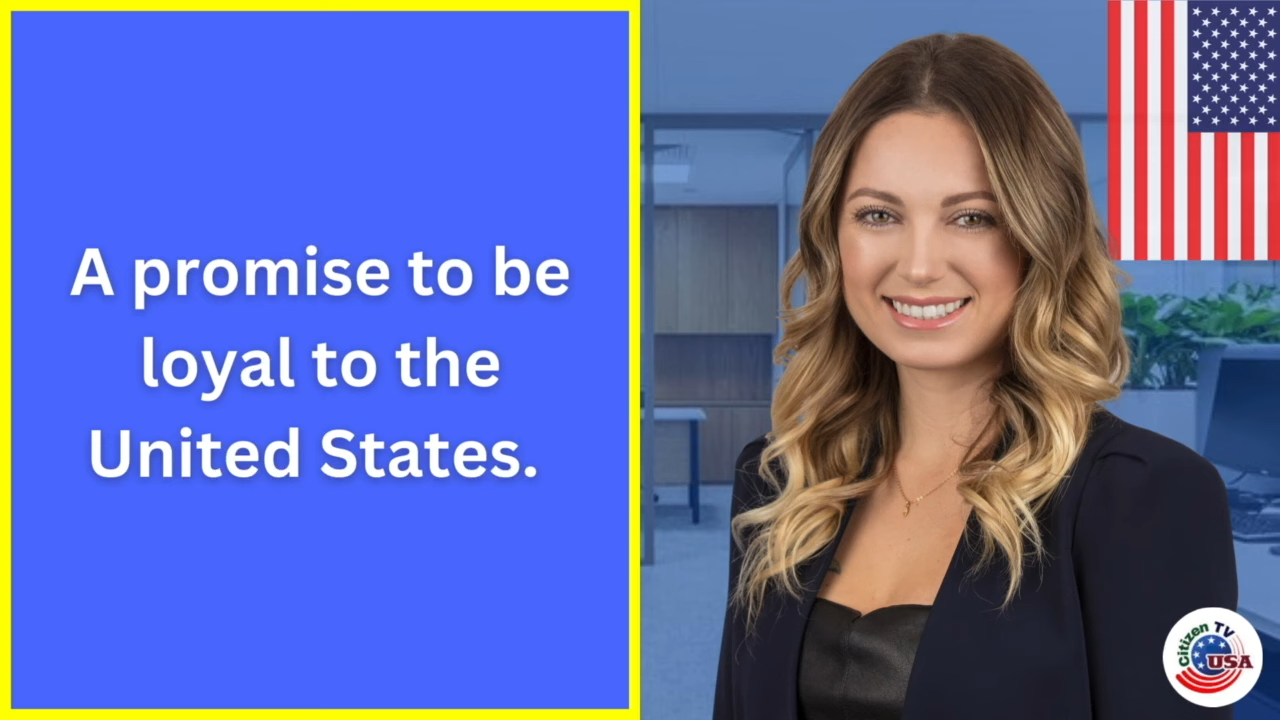 A promise to be
loyal to the
United States.
Citizen TV
USA